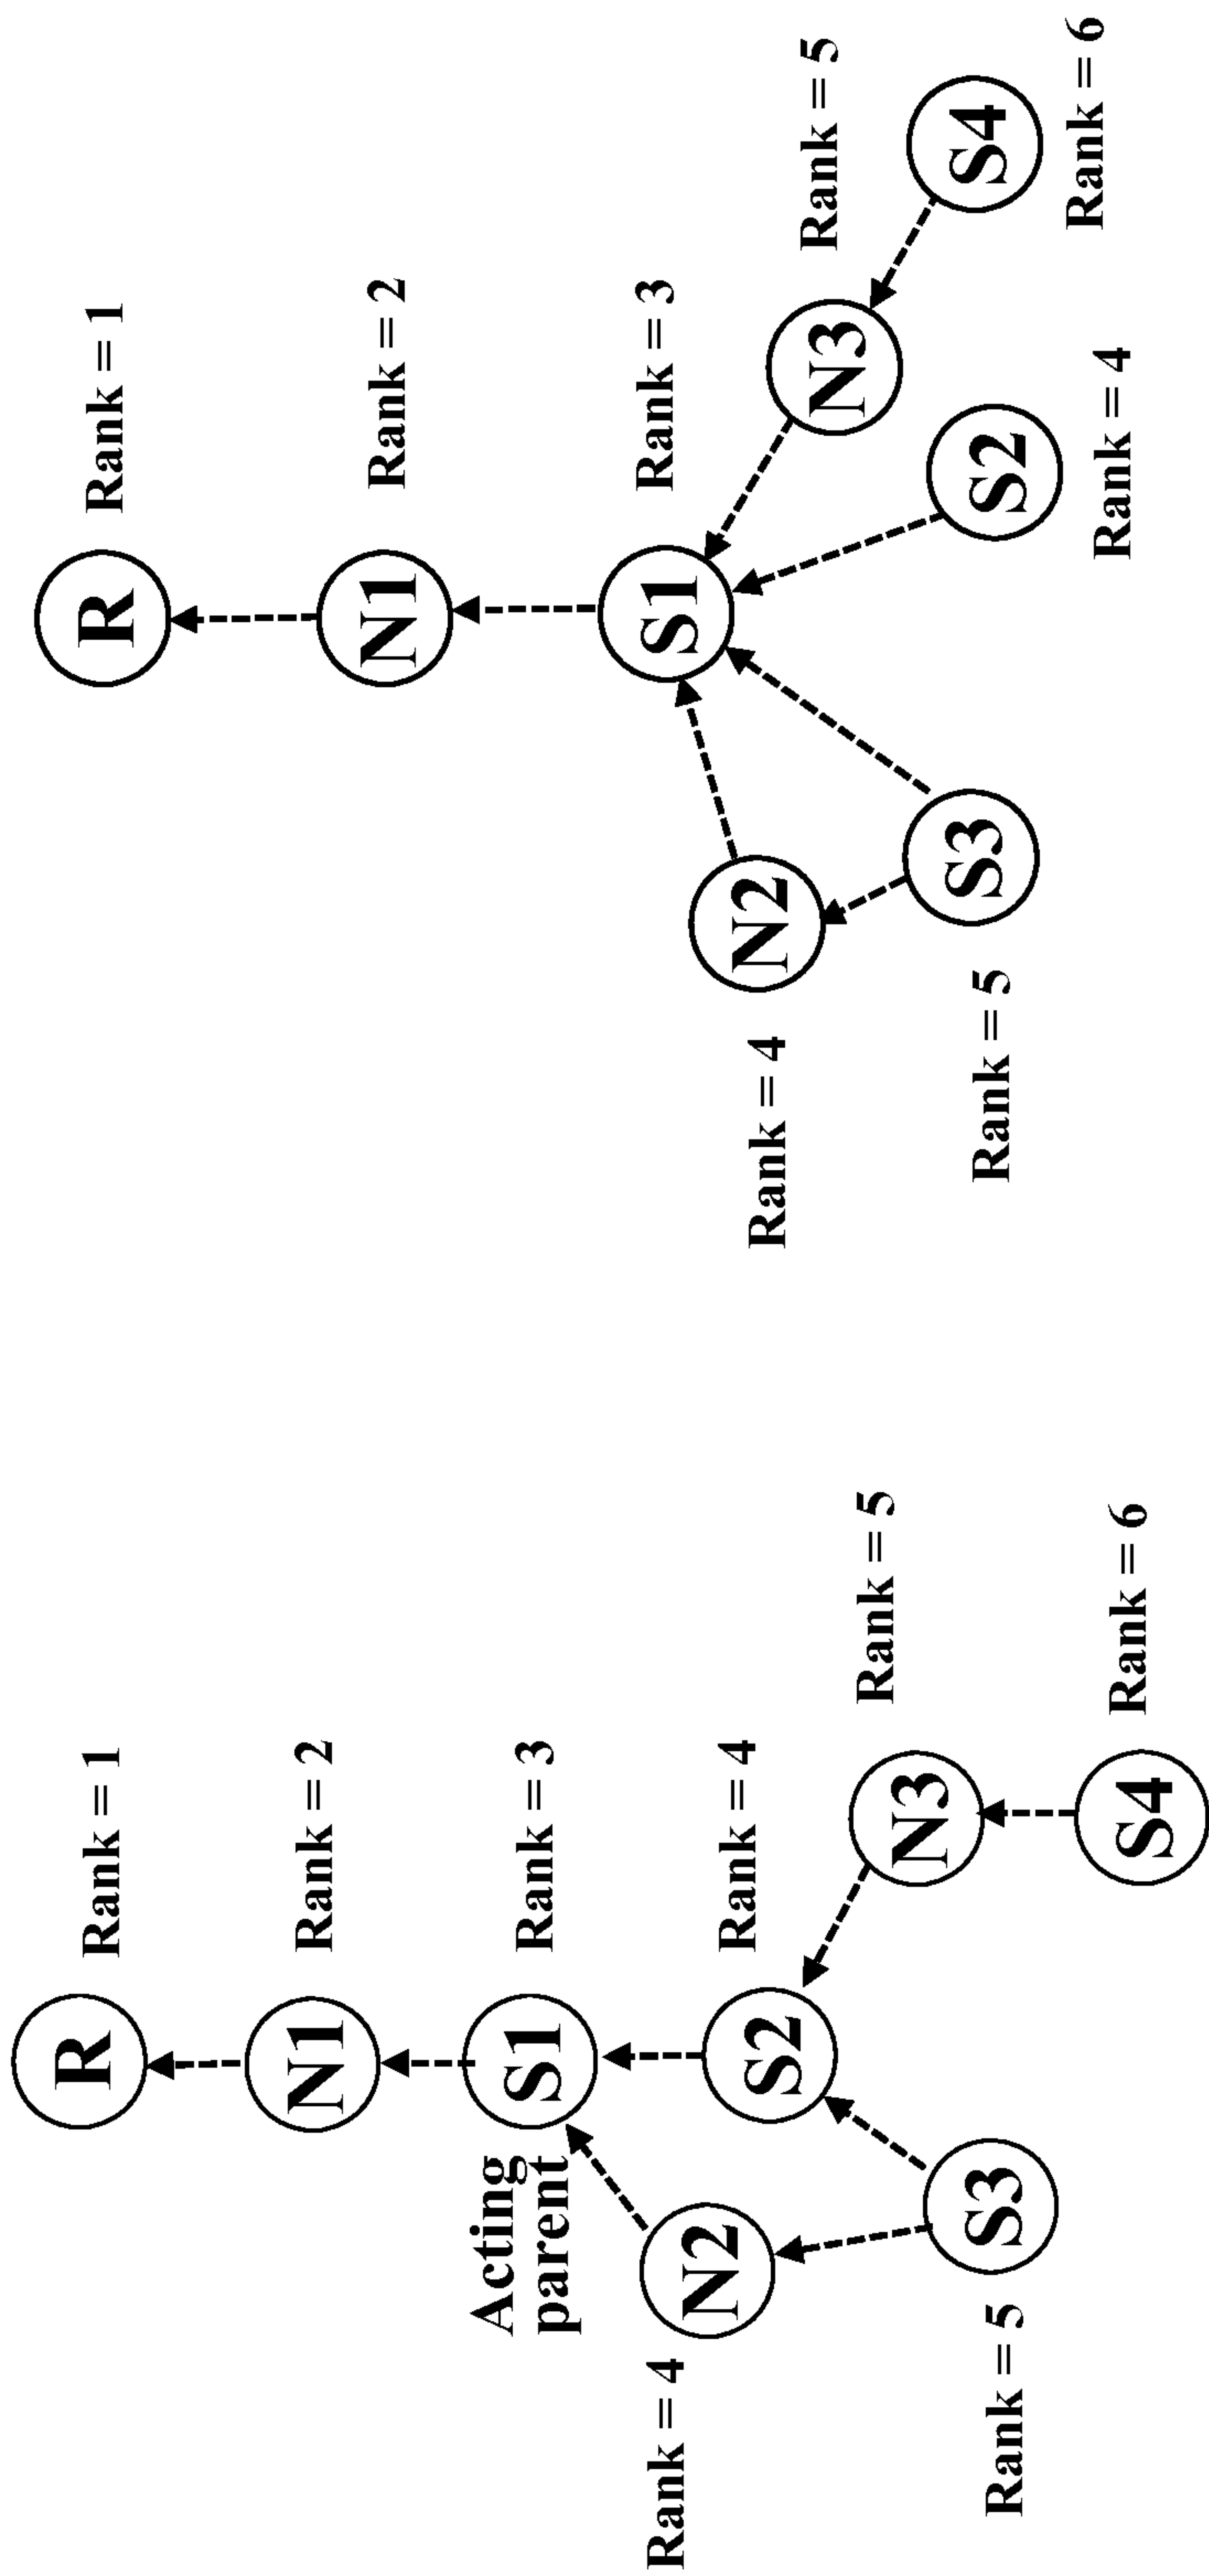 R
Rank = 1
N1
Rank = 2
Acting
parent
S1
Rank = 3
N2
Rank = 4
S2
Rank = 4
N3
Rank = 5
S3
Rank = 5
S4
Rank = 6
R
Rank = 1
N1
Rank = 2
S1
Rank = 3
N2
Rank = 4
N3
Rank = 5
S3
Rank = 5
S2
Rank = 4
S4
Rank = 6